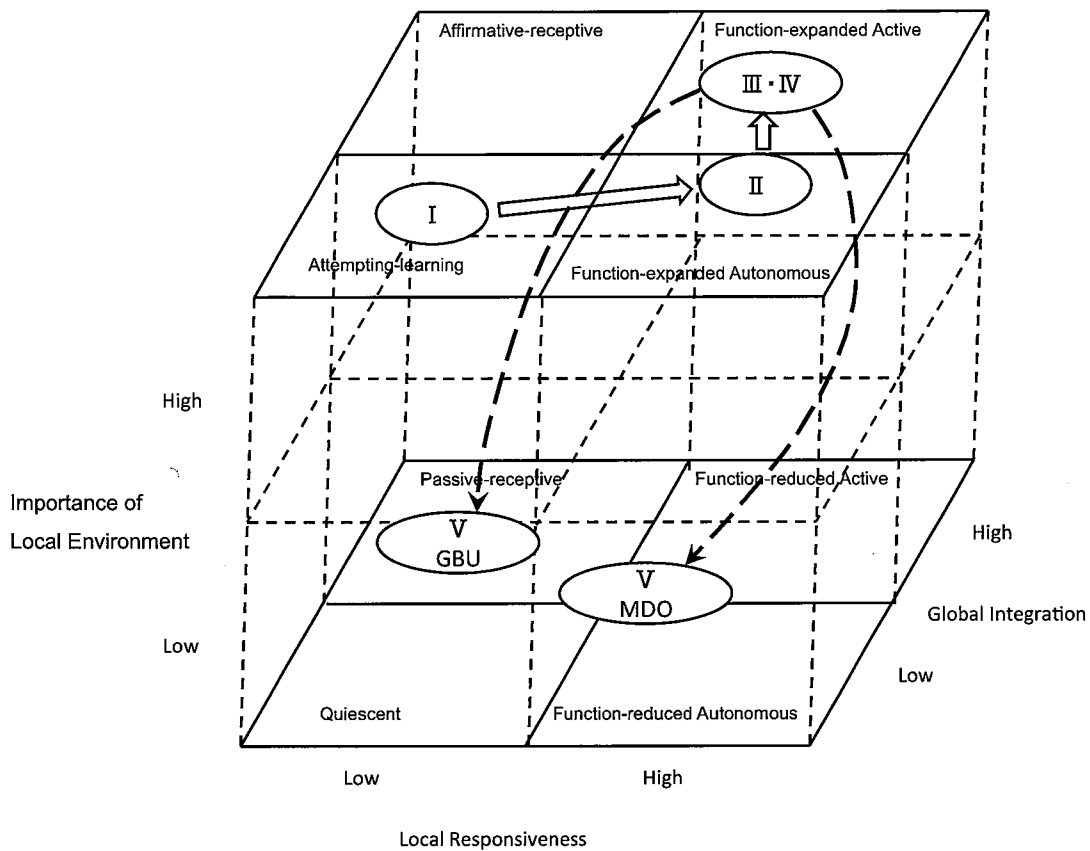 Affirmative-receptive
Function-expanded Active
Ⅲ・Ⅳ
Ⅱ
Ⅰ
Attempting-learning
Function-expanded Autonomous
High
Importance of
Local Environment
Low
Passive-receptive
Function-reduced Active
Ⅴ
GBU
Ⅴ
MDO
High
Global Integration
Low
Quiescent
Function-reduced Autonomous
Low
High
Local Responsiveness